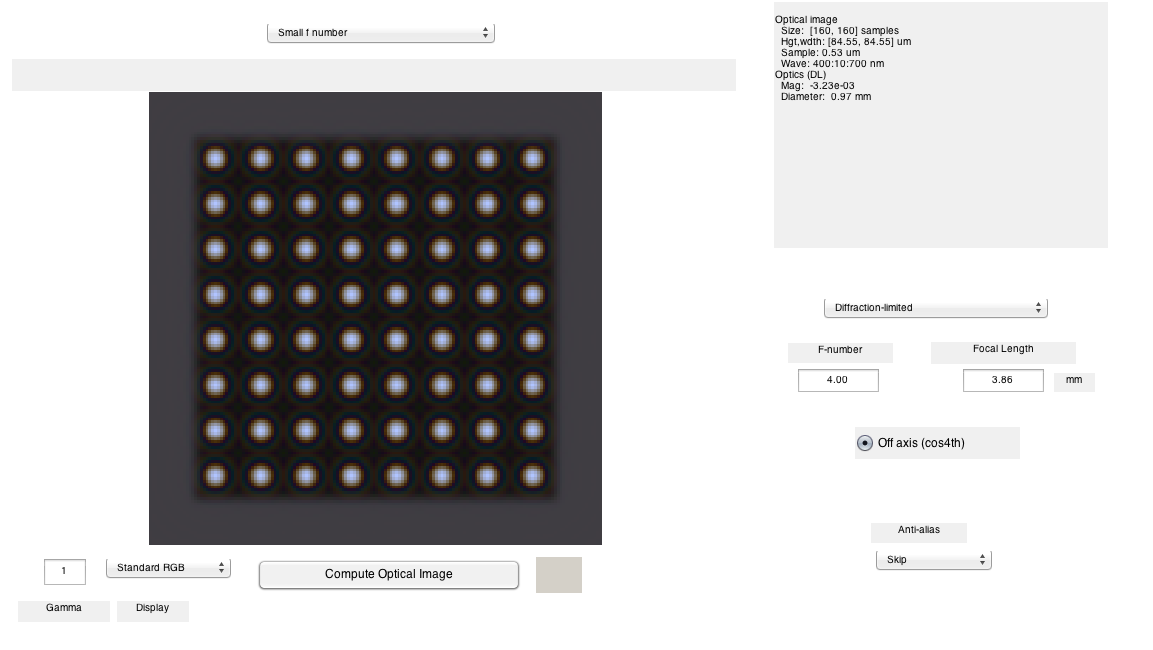 Small f number
Optical image
Size:  [160, 160] samples
Hgt,wdth: [84.55, 84.55] um
Sample: 0.53 um
Wave: 400:10:700 nm
Optics (DL)
Mag:  -3.23e-03
Diameter:  0.97 mm
Diffraction-limited
F-number
Focal Length
4.00
3.86
mm
Off axis (cos4th)
Anti-alias
Skip
1
Standard RGB
Compute Optical Image
Gamma
Display